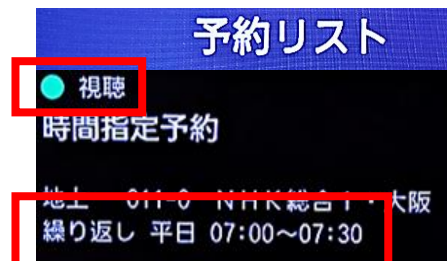 予約リスト
視聴
時間指定予約
地上 011-0 NHK総合1・大阪
繰り返し 平日 07:00〜07:30